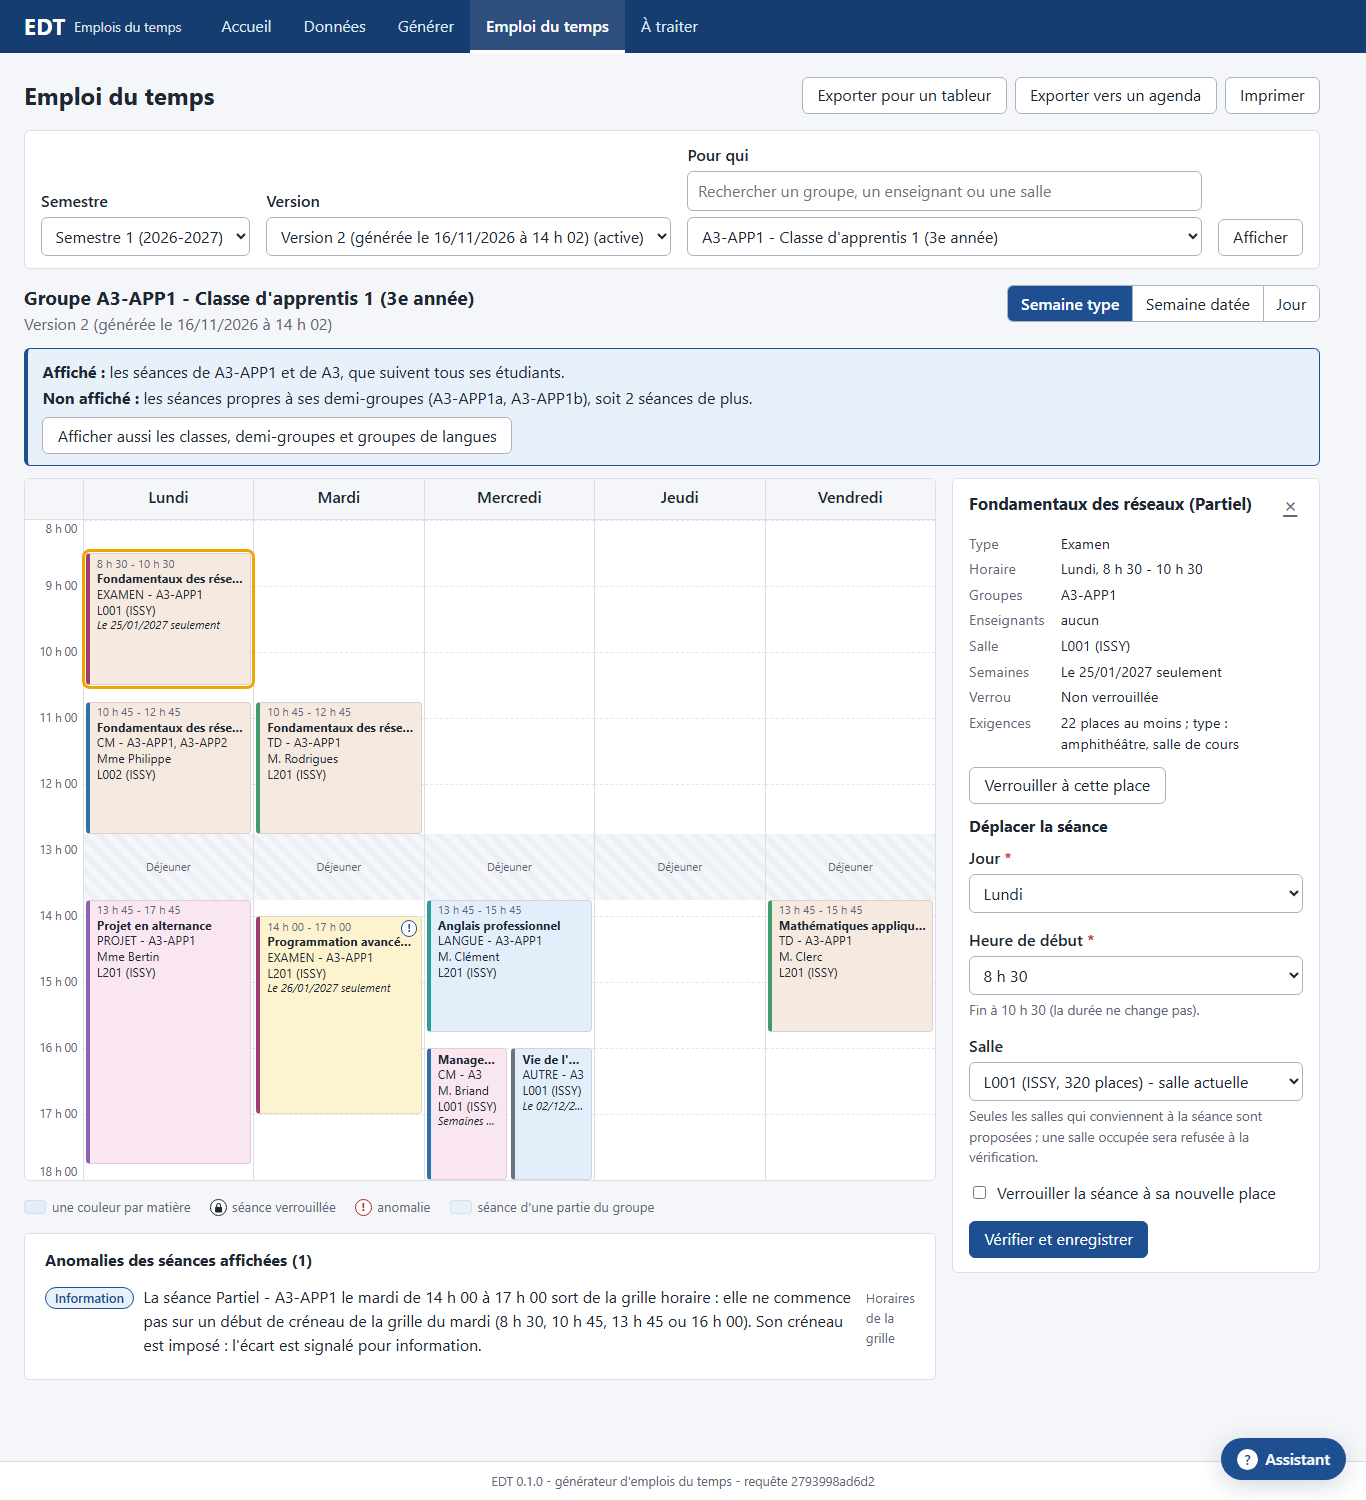 EDT Emplois du temps
Accueil
Données
Générer
Emploi du temps
À traiter
Emploi du temps
Exporter pour un tableur
Exporter vers un agenda
Imprimer
Semestre
Semestre 1 (2026-2027)
Version
Version 2 (générée le 16/11/2026 à 14 h 02) (active)
Pour qui
Rechercher un groupe, un enseignant ou une salle
A3-APP1 - Classe d'apprentis 1 (3e année)
Afficher
Groupe A3-APP1 - Classe d'apprentis 1 (3e année)
Version 2 (générée le 16/11/2026 à 14 h 02)
Semaine type
Semaine datée
Jour
Affiché : les séances de A3-APP1 et de A3, que suivent tous ses étudiants.
Non affiché : les séances propres à ses demi-groupes (A3-APP1a, A3-APP1b), soit 2 séances de plus.
Afficher aussi les classes, demi-groupes et groupes de langues
Lundi
Mardi
Mercredi
Jeudi
Vendredi
8 h 00
9 h 00
10 h 00
11 h 00
12 h 00
13 h 00
14 h 00
15 h 00
16 h 00
17 h 00
18 h 00
8 h 30 - 10 h 30
Fondamentaux des rése...
EXAMEN - A3-APP1
L001 (ISSY)
Le 25/01/2027 seulement
10 h 45 - 12 h 45
Fondamentaux des rése...
CM - A3-APP1, A3-APP2
Mme Philippe
L002 (ISSY)
10 h 45 - 12 h 45
Fondamentaux des rése...
TD - A3-APP1
M. Rodrigues
L201 (ISSY)
Déjeuner
Déjeuner
Déjeuner
Déjeuner
Déjeuner
13 h 45 - 17 h 45
Projet en alternance
PROJET - A3-APP1
Mme Bertin
L201 (ISSY)
14 h 00 - 17 h 00
!
Programmation avancé...
EXAMEN - A3-APP1
L201 (ISSY)
Le 26/01/2027 seulement
13 h 45 - 15 h 45
Anglais professionnel
LANGUE - A3-APP1
M. Clément
L201 (ISSY)
Manage...
CM - A3
M. Briand
L001 (ISSY)
Semaines ...
Vie de l'...
AUTRE - A3
L001 (ISSY)
Le 02/12/2...
13 h 45 - 15 h 45
Mathématiques appliqu...
TD - A3-APP1
M. Clerc
L201 (ISSY)
une couleur par matière
séance verrouillée
! anomalie
séance d'une partie du groupe
Anomalies des séances affichées (1)
Information
La séance Partiel - A3-APP1 le mardi de 14 h 00 à 17 h 00 sort de la grille horaire : elle ne commence
pas sur un début de créneau de la grille du mardi (8 h 30, 10 h 45, 13 h 45 ou 16 h 00). Son créneau
est imposé : l'écart est signalé pour information.
Horaires
de la
grille
Fondamentaux des réseaux (Partiel)
×
Type Examen
Horaire Lundi, 8 h 30 - 10 h 30
Groupes A3-APP1
Enseignants aucun
Salle L001 (ISSY)
Semaines Le 25/01/2027 seulement
Verrou Non verrouillée
Exigences 22 places au moins ; type :
amphithéâtre, salle de cours
Verrouiller à cette place
Déplacer la séance
Jour *
Lundi
Heure de début *
8 h 30
Fin à 10 h 30 (la durée ne change pas).
Salle
L001 (ISSY, 320 places) - salle actuelle
Seules les salles qui conviennent à la séance sont
proposées ; une salle occupée sera refusée à la
vérification.
Verrouiller la séance à sa nouvelle place
Vérifier et enregistrer
? Assistant
EDT 0.1.0 - générateur d'emplois du temps - requête 2793998ad6d2